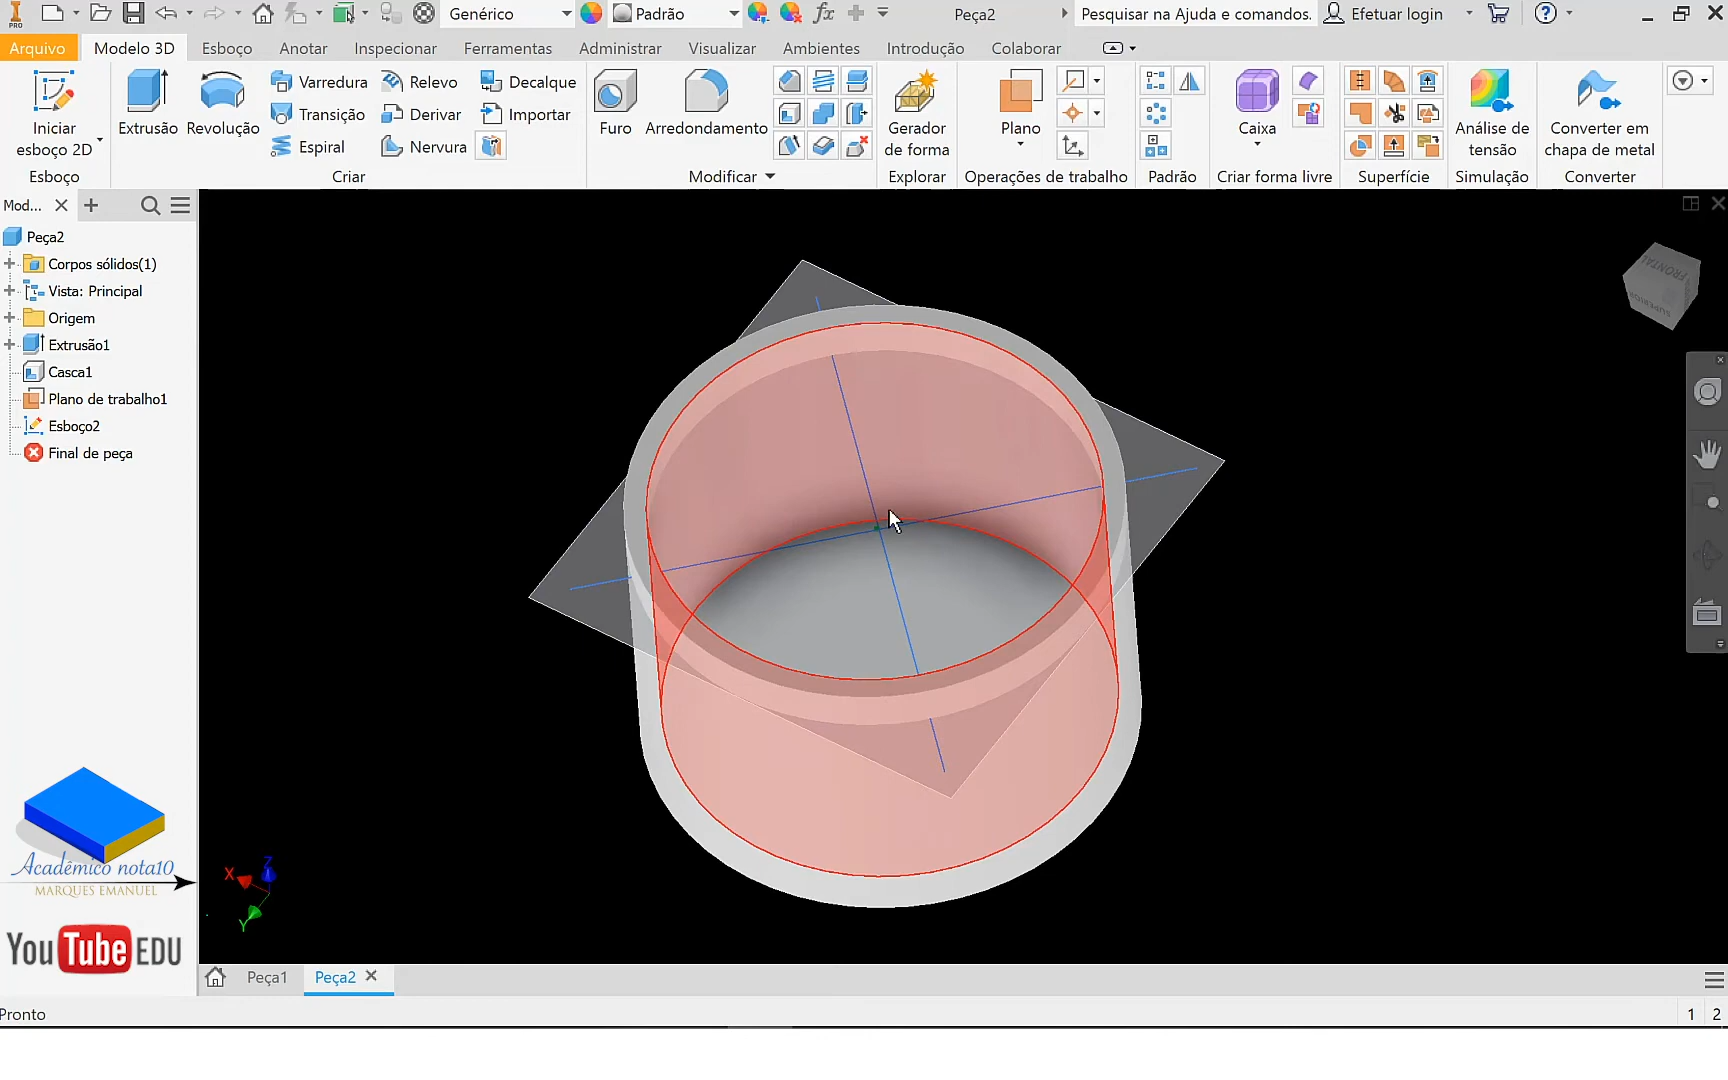 PRO
Genérico
Padrão
fx
Peça2
Pesquisar na Ajuda e comandos.
Efetuar login
Arquivo
Modelo 3D
Esboço
Anotar
Inspecionar
Ferramentas
Administrar
Visualizar
Ambientes
Introdução
Colaborar
Iniciar
esboço 2D
Esboço
Extrusão
Revolução
Varredura
Transição
Espiral
Relevo
Derivar
Nervura
Decalque
Importar
Criar
Furo
Arredondamento
Modificar
Gerador
de forma
Explorar
Plano
Operações de trabalho
Padrão
Caixa
Criar forma livre
Superfície
Análise de
tensão
Simulação
Converter em
chapa de metal
Converter
Mod...
Peça2
Corpos sólidos(1)
Vista: Principal
Origem
Extrusão1
Casca1
Plano de trabalho1
Esboço2
Final de peça
FRONTAL
SUPERIOR
Acadêmico nota10
MARQUES EMANUEL
YouTube EDU
X
Z
Y
Peça1
Peça2
Pronto
1 2